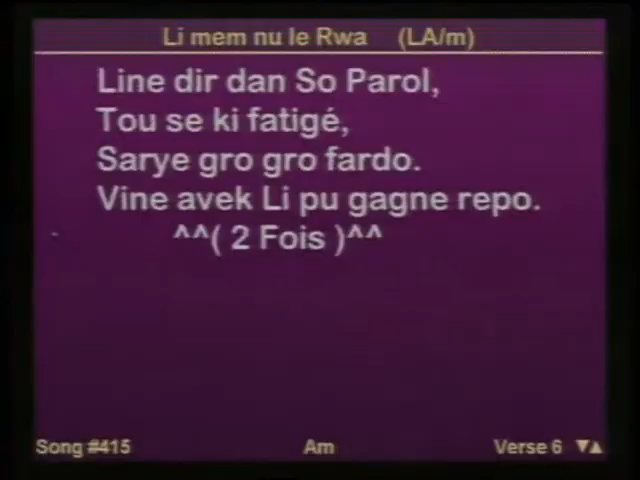 Li mem nu le Rwa (LA/m)
Line dir dan So Parol,
Tou se ki fatigé,
Sarye gro gro fardo.
Vine avek Li pu gagne repo.
^^( 2 Fois )^^
Song #415 Am Verse 6 ▼▲